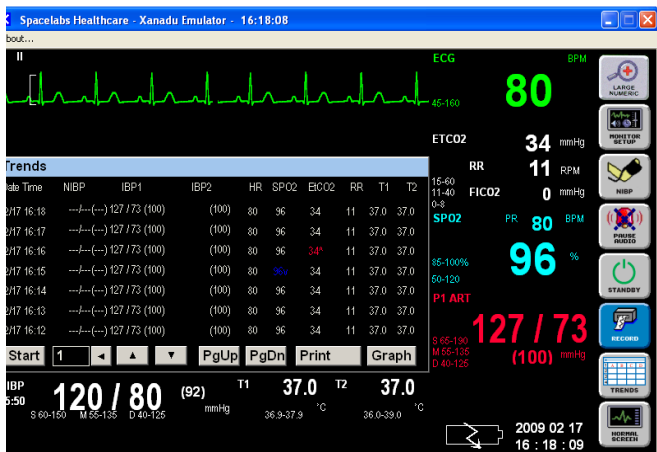 Spacelabs Healthcare - Xanadu Emulator - 16:18:08
bout...
II
ECG BPM
45-160 80
ETCO2 34 mmHg
RR 11 RPM
15-60
11-40 FICO2 0 mmHg
0-8
SPO2 PR 80 BPM
85-100% 96 %
50-120
P1 ART
127 / 73
S 65-190
M 55-135 (100) mmHg
D 40-125
Trends
Date Time NIBP IBP1 IBP2 HR SPO2 EtCO2 RR T1 T2
2/17 16:18 ---/---(---) 127 / 73 (100) (100) 80 96 34 11 37.0 37.0
2/17 16:17 ---/---(---) 127 / 73 (100) (100) 80 96 34 11 37.0 37.0
2/17 16:16 ---/---(---) 127 / 73 (100) (100) 80 96 34^ 11 37.0 37.0
2/17 16:15 ---/---(---) 127 / 73 (100) (100) 80 96 34 11 37.0 37.0
2/17 16:14 ---/---(---) 127 / 73 (100) (100) 80 96 34 11 37.0 37.0
2/17 16:13 ---/---(---) 127 / 73 (100) (100) 80 96 34 11 37.0 37.0
2/17 16:12 ---/---(---) 127 / 73 (100) (100) 80 96 34 11 37.0 37.0
Start 1 PgUp PgDn Print Graph
IBP
5:50 120 / 80 (92) mmHg
S 60-150 M 55-135 D 40-125
T1 37.0 °C
36.9-37.9
T2 37.0 °C
36.0-39.0
2009 02 17
16 : 18 : 09
LARGE
NUMERIC
MONITOR
SETUP
NIBP
PAUSE
AUDIO
STANDBY
RECORD
TRENDS
NORMAL
SCREEN